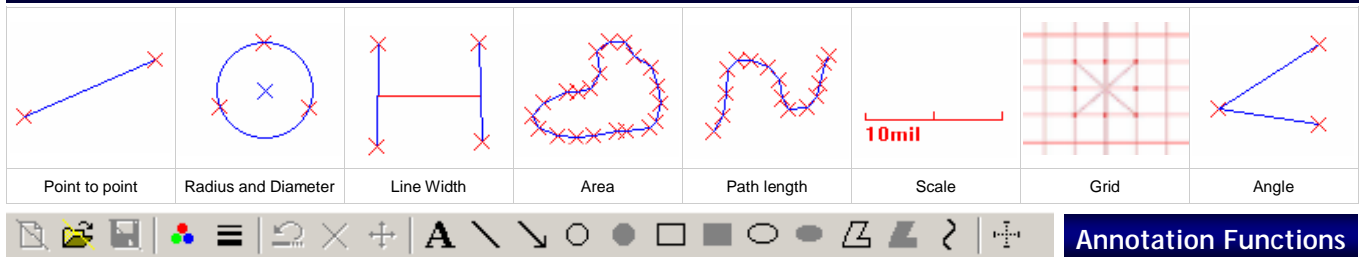 10mil
Point to point
Radius and Diameter
Line Width
Area
Path length
Scale
Grid
Angle
A
Annotation Functions